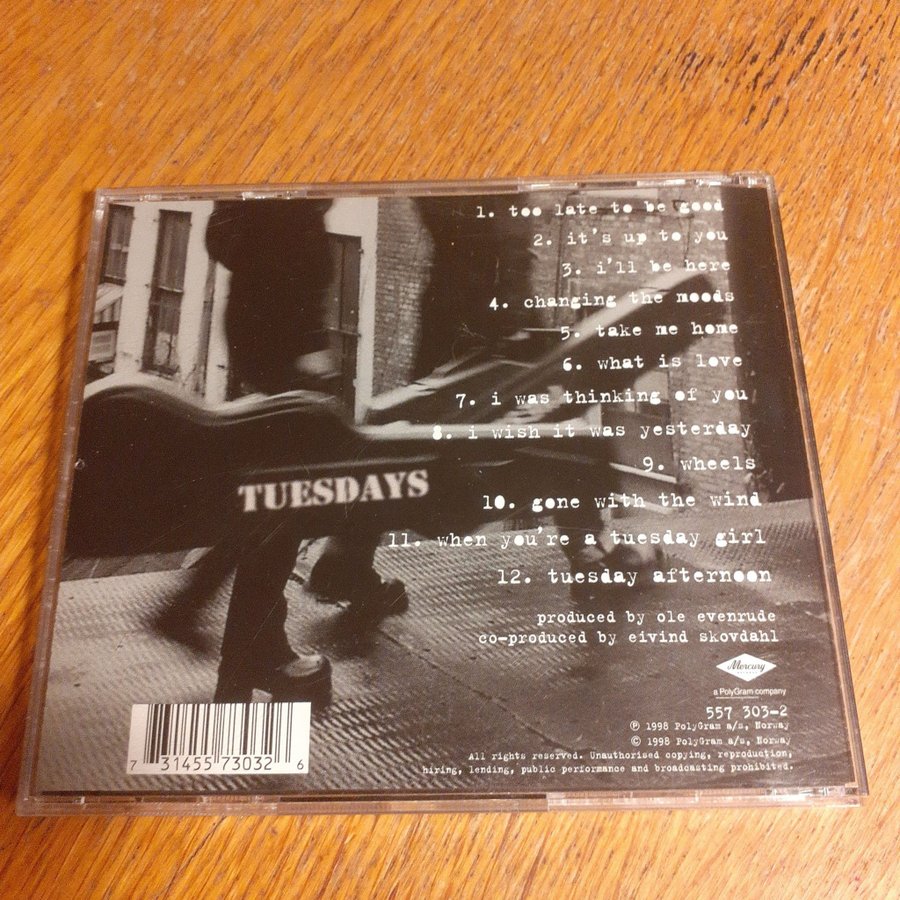 1. too late to be good
2. it's up to you
3. i'll be here
4. changing the moods
5. take me home
6. what is love
7. i was thinking of you
8. i wish it was yesterday
9. wheels
TUESDAYS
10. gone with the wind
11. when you're a tuesday girl
12. tuesday afternoon
produced by ole evenrude
co-produced by eivind skovdahl
Mercury
a PolyGram company
557 303-2
℗ 1998 PolyGram a/s, Norway
© 1998 PolyGram a/s, Norway
All rights reserved. Unauthorised copying, reproduction,
hiring, lending, public performance and broadcasting prohibited.
7 31455 73032 6